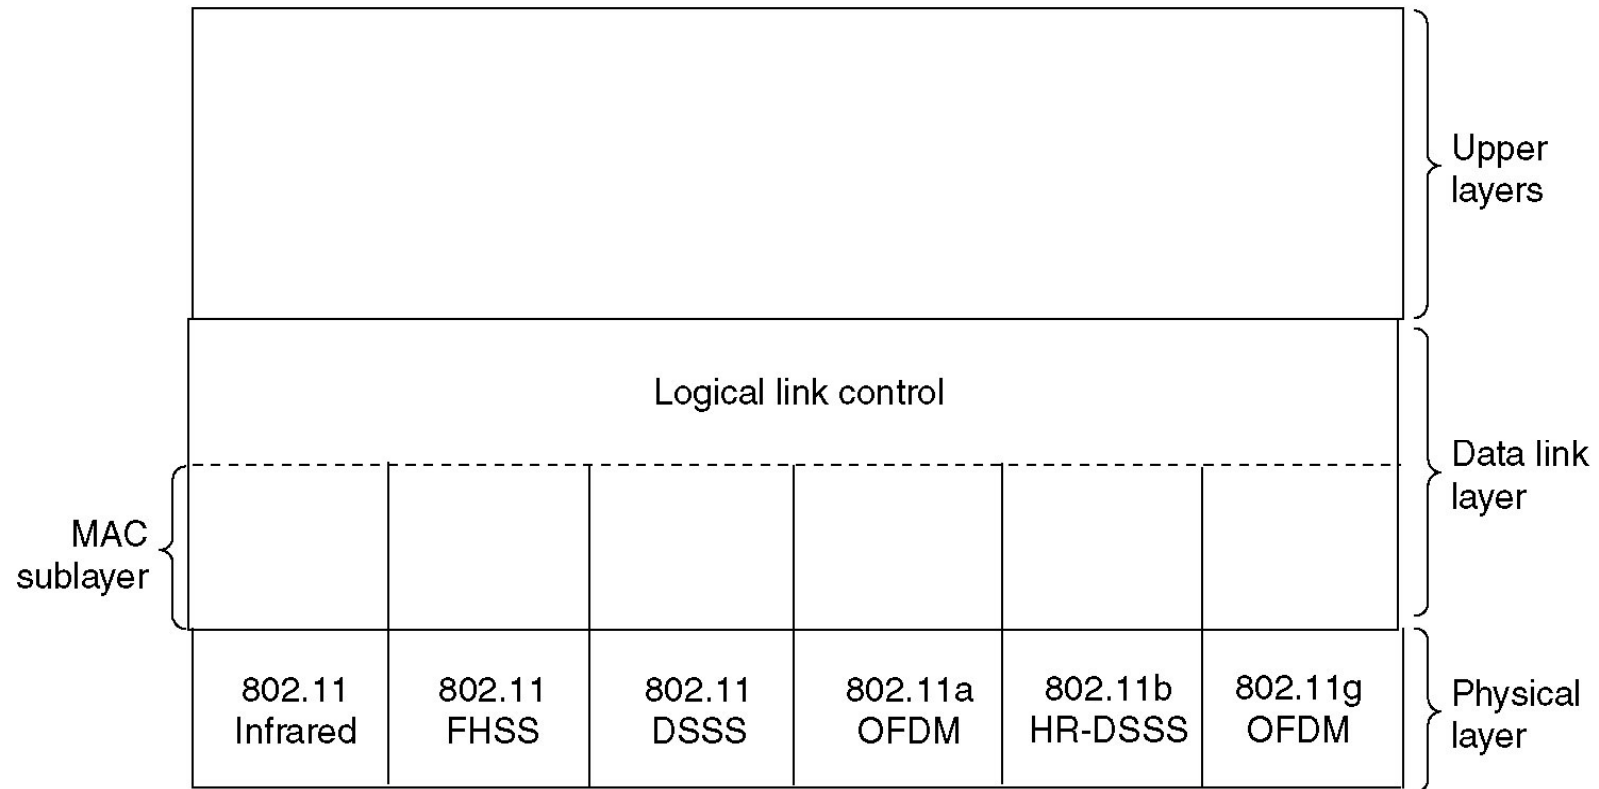 Upper
layers
Logical link control
Data link
layer
MAC
sublayer
802.11
Infrared
802.11
FHSS
802.11
DSSS
802.11a
OFDM
802.11b
HR-DSSS
802.11g
OFDM
Physical
layer